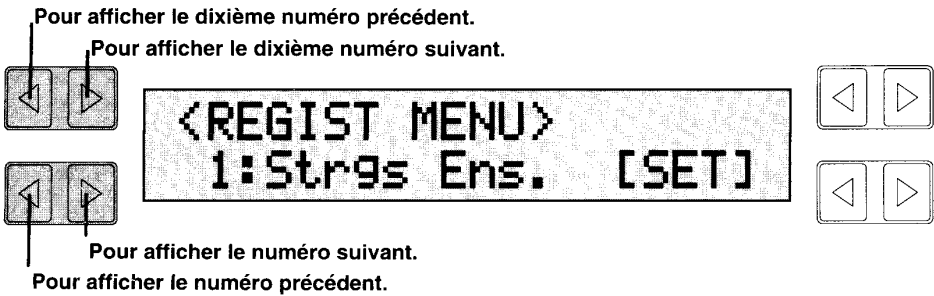 Pour afficher le dixième numéro précédent.
Pour afficher le dixième numéro suivant.
<REGIST MENU>
1:Strgs Ens. [SET]
Pour afficher le numéro suivant.
Pour afficher le numéro précédent.